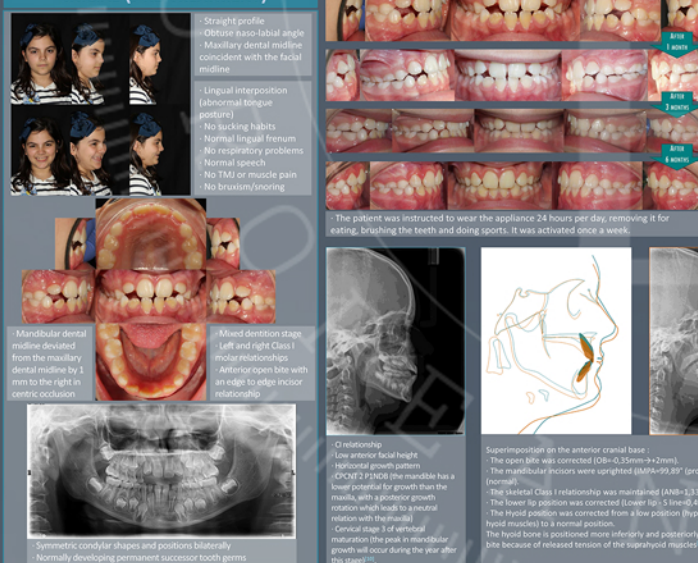 · Straight profile
· Obtuse naso-labial angle
· Maxillary dental midline
coincident with the facial
midline
· Lingual interposition
(abnormal tongue
posture)
· No sucking habits
· Normal lingual frenum
· No respiratory problems
· Normal speech
· No TMJ or muscle pain
· No bruxism/snoring
· Mandibular dental
midline deviated
from the maxillary
dental midline by 1
mm to the right in
centric occlusion
· Mixed dentition stage
· Left and right Class I
molar relationships
· Anterior open bite with
an edge to edge incisor
relationship
· Symmetric condylar shapes and positions bilaterally
· Normally developing permanent successor tooth germs
AFTER
1 MONTH
AFTER
3 MONTHS
AFTER
6 MONTHS
· The patient was instructed to wear the appliance 24 hours per day, removing it for
eating, brushing the teeth and doing sports. It was activated once a week.
· CI relationship
· Low anterior facial height
· Horizontal growth pattern
· CPCNT 2 P1NDB (the mandible has a
lower potential for growth than the
maxilla, with a posterior growth
rotation which leads to a neutral
relation with the maxilla)
· Cervical stage 3 of vertebral
maturation (the peak in mandibular
growth will occur during the year after
this stage)
Superimposition on the anterior cranial base :
· The open bite was corrected (OB=-0,35mm→+2mm).
· The mandibular incisors were uprighted (IMPA=99,89°
(normal).
· The skeletal Class I relationship was maintained
· The lower lip position was corrected (Lower lip - S line=0,4
· The Hyoid position was corrected from a low position
hyoid muscles) to a normal position.
The hyoid bone is positioned more inferiorly and posteriorly
bite because of released tension of the suprahyoid muscles